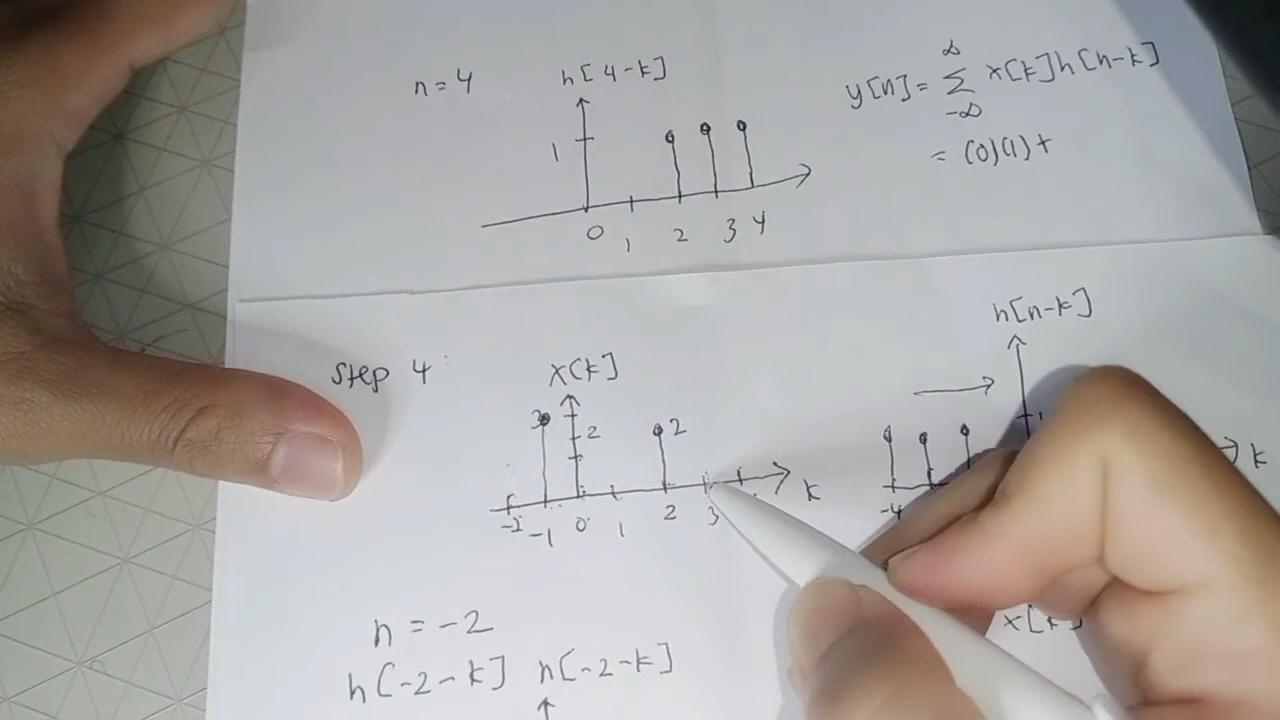 n=4
h[4-k]
y[n]= ∞ Σ -∞ x[k]h[n-k]
= (0)(1)+
1
0 1 2 3 4
Step 4:
x[k]
3 2 2
-2 -1 0 1 2 3 k
h[n-k]
1
-4 k
n=-2
h[-2-k] h[-2-k]